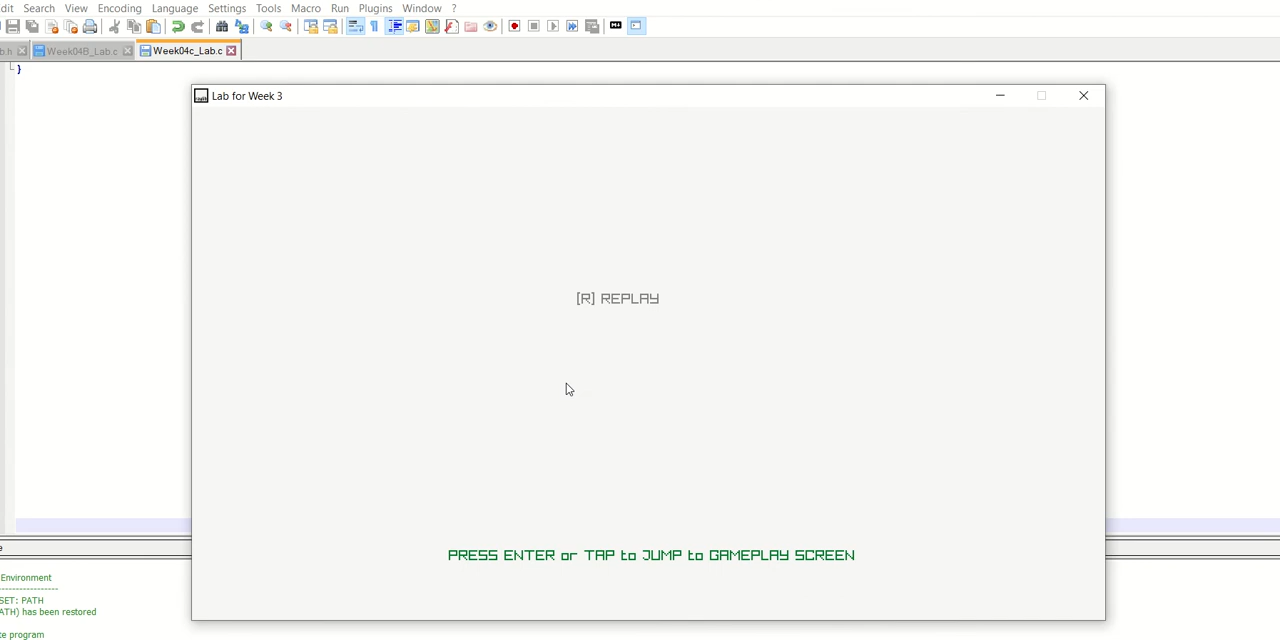 dit Search View Encoding Language Settings Tools Macro Run Plugins Window ?
b.h Week04B_Lab.c Week04c_Lab.c
}
Lab for Week 3
[R] REPLAY
PRESS ENTER or TAP to JUMP to GAMEPLAY SCREEN
e
Environment
-----------------
SET: PATH
ATH) has been restored
te program